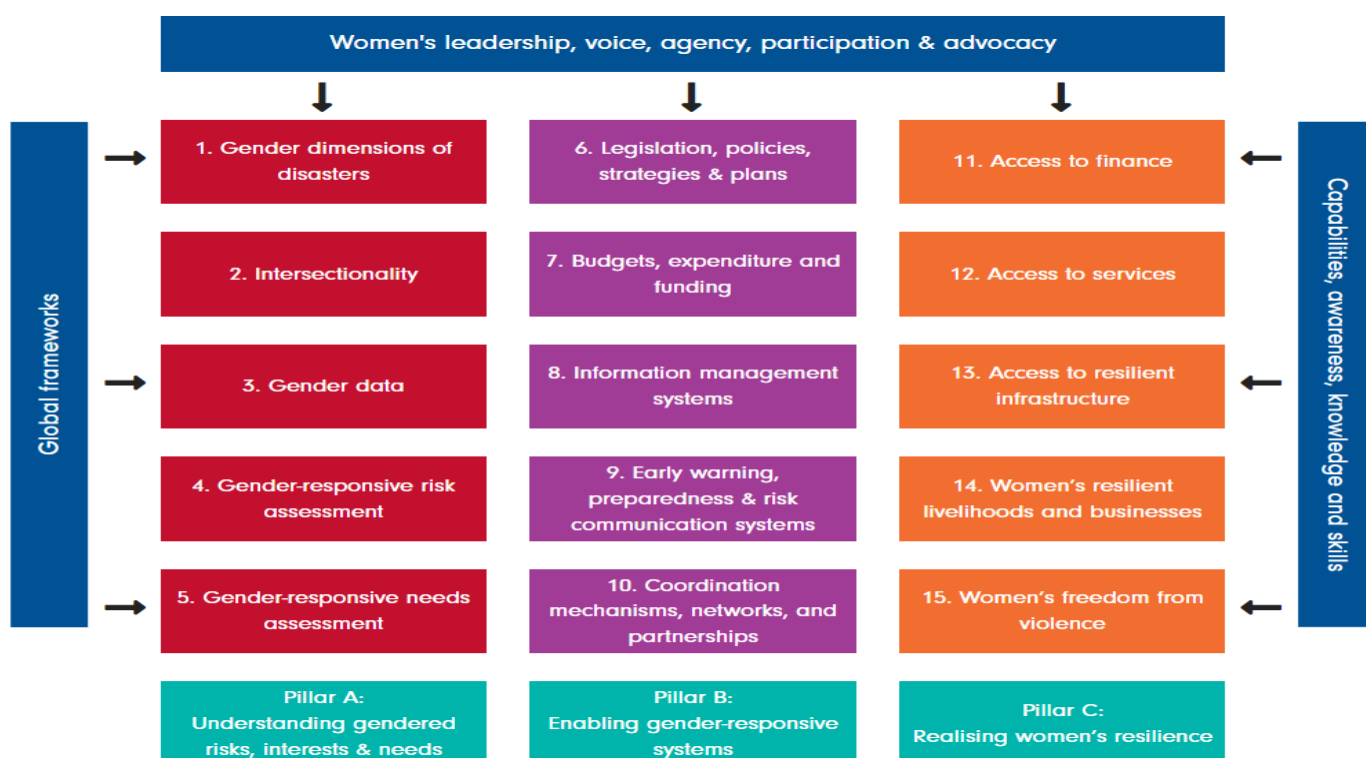 Women's leadership, voice, agency, participation & advocacy
Global frameworks
1. Gender dimensions of
disasters
2. Intersectionality
3. Gender data
4. Gender-responsive risk
assessment
5. Gender-responsive needs
assessment
Pillar A:
Understanding gendered
risks, interests & needs
6. Legislation, policies,
strategies & plans
7. Budgets, expenditure and
funding
8. Information management
systems
9. Early warning,
preparedness & risk
communication systems
10. Coordination
mechanisms, networks, and
partnerships
Pillar B:
Enabling gender-responsive
systems
11. Access to finance
12. Access to services
13. Access to resilient
infrastructure
14. Women’s resilient
livelihoods and businesses
15. Women’s freedom from
violence
Pillar C:
Realising women’s resilience
Capabilities, awareness, knowledge and skills